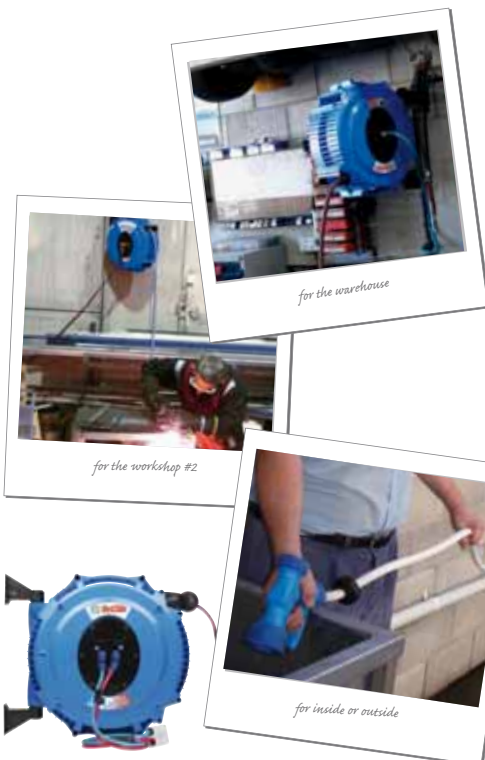 for the warehouse
for the workshop #2
for inside or outside